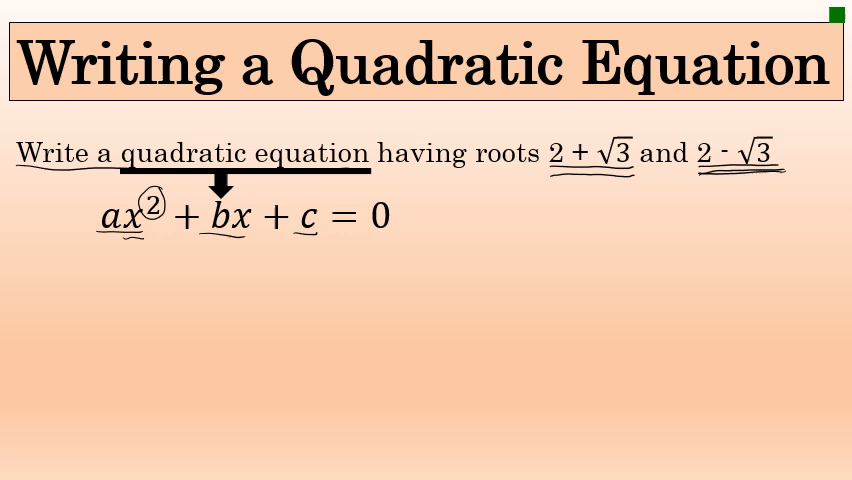 Writing a Quadratic Equation
Write a quadratic equation having roots 2 + √3 and 2 - √3
ax² + bx + c = 0